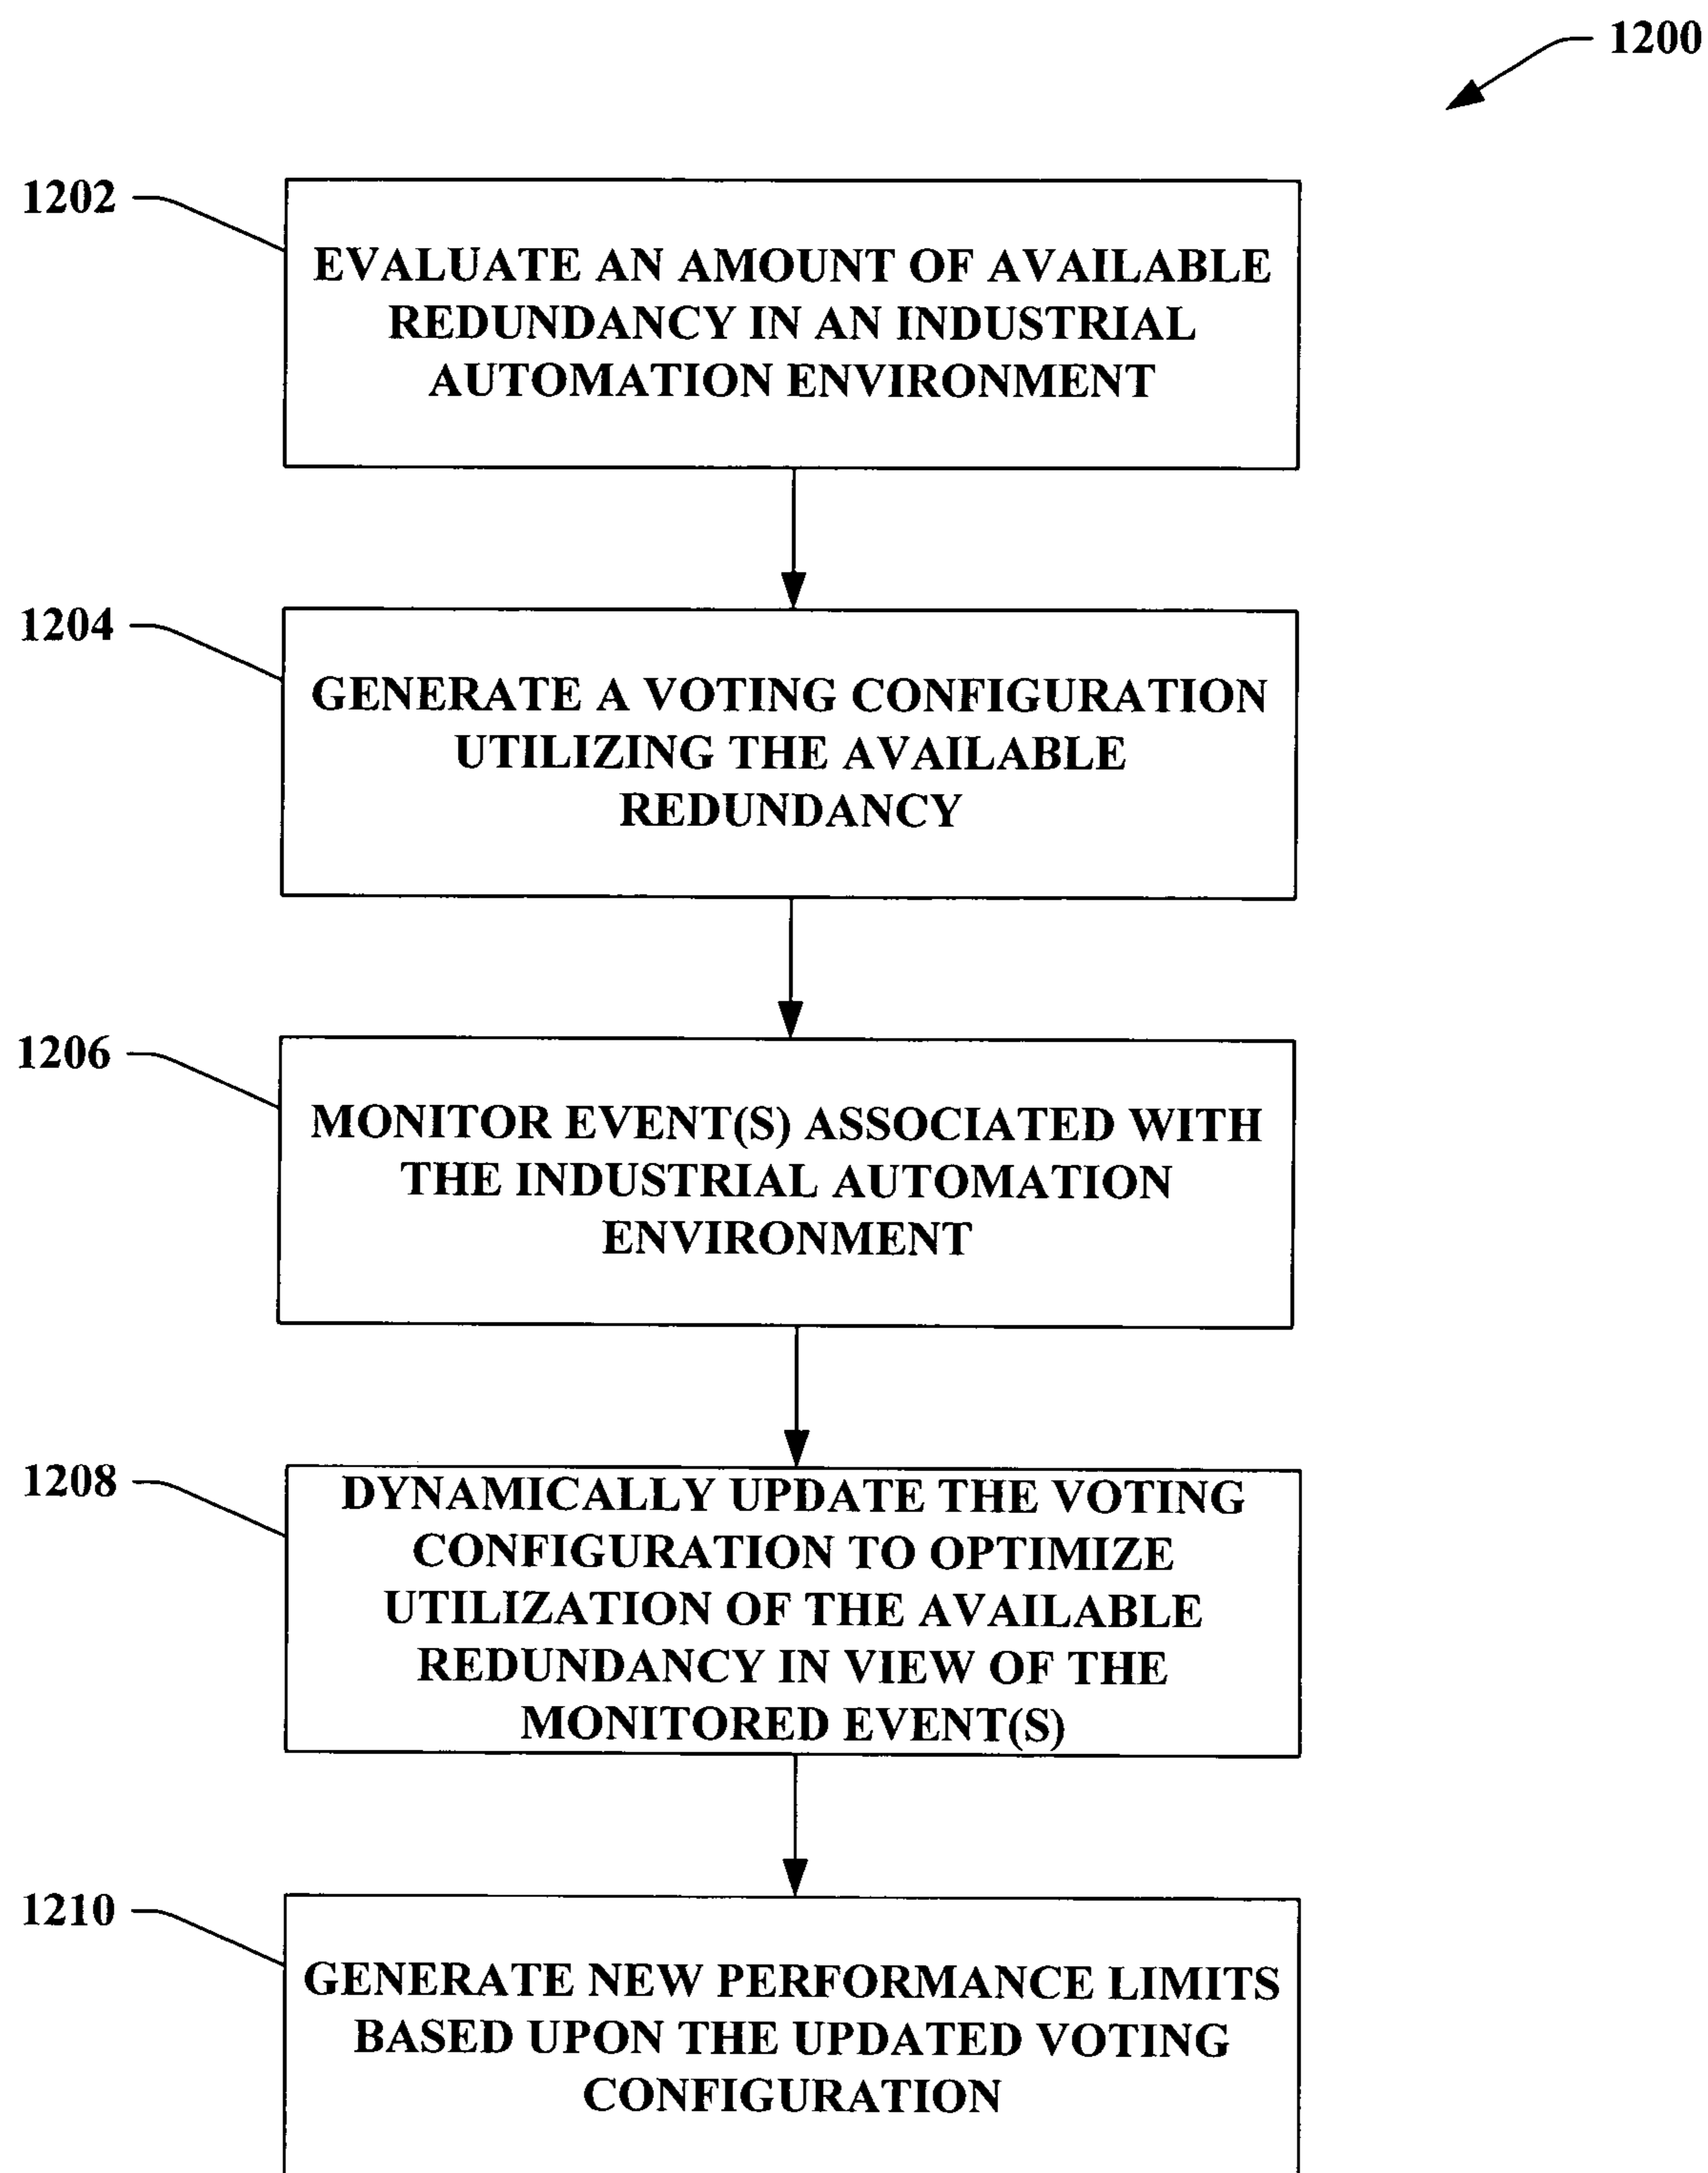 1200
1202
EVALUATE AN AMOUNT OF AVAILABLE
REDUNDANCY IN AN INDUSTRIAL
AUTOMATION ENVIRONMENT
1204
GENERATE A VOTING CONFIGURATION
UTILIZING THE AVAILABLE
REDUNDANCY
1206
MONITOR EVENT(S) ASSOCIATED WITH
THE INDUSTRIAL AUTOMATION
ENVIRONMENT
1208
DYNAMICALLY UPDATE THE VOTING
CONFIGURATION TO OPTIMIZE
UTILIZATION OF THE AVAILABLE
REDUNDANCY IN VIEW OF THE
MONITORED EVENT(S)
1210
GENERATE NEW PERFORMANCE LIMITS
BASED UPON THE UPDATED VOTING
CONFIGURATION